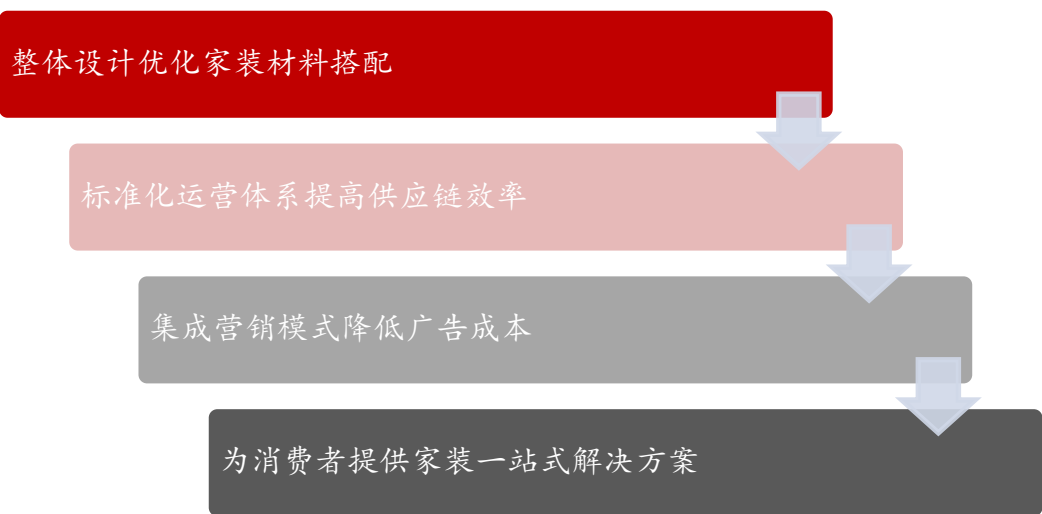 整体设计优化家装材料搭配
标准化运营体系提高供应链效率
集成营销模式降低广告成本
为消费者提供家装一站式解决方案